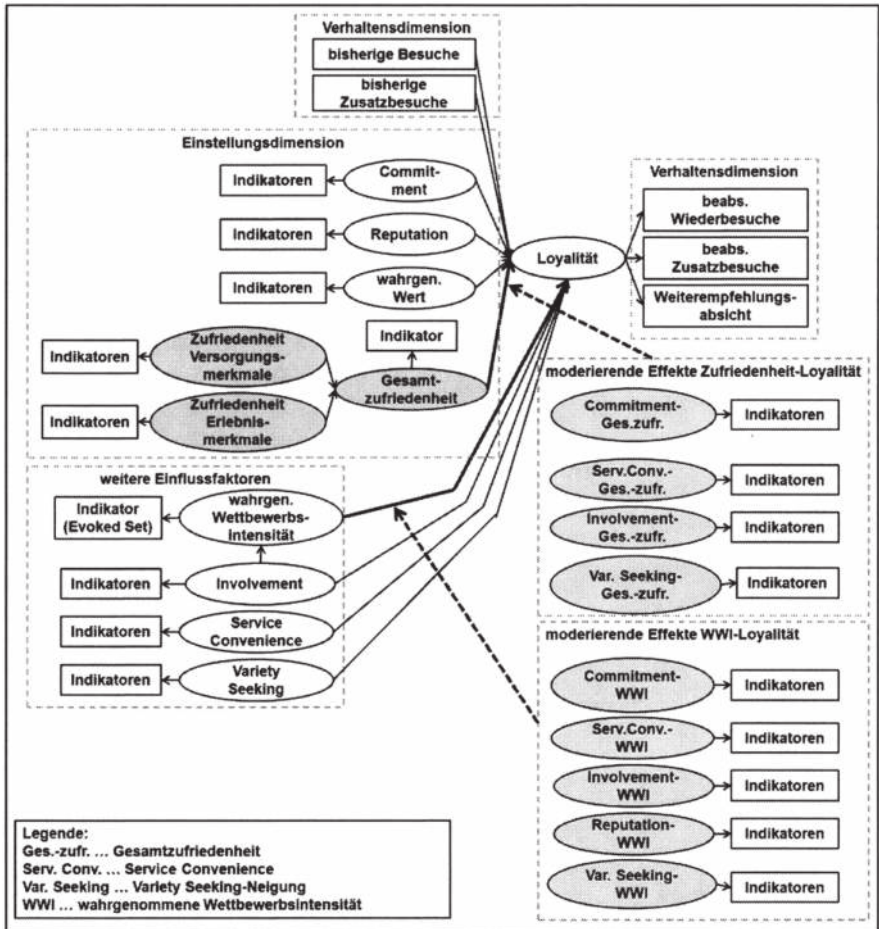 Verhaltensdimension
bisherige Besuche
bisherige
Zusatzbesuche
Einstellungsdimension
Indikatoren
Commit-
ment
Indikatoren
Reputation
Indikatoren
wahrgen.
Wert
Indikator
Indikatoren
Zufriedenheit
Versorgungs-
merkmale
Gesamt-
zufriedenheit
Indikatoren
Zufriedenheit
Erlebnis-
merkmale
Loyalität
Verhaltensdimension
beabs.
Wiederbesuche
beabs.
Zusatzbesuche
Weiterempfehlungs-
absicht
weitere Einflussfaktoren
Indikator
(Evoked Set)
wahrgen.
Wettbewerbs-
intensität
Indikatoren
Involvement
Indikatoren
Service
Convenience
Indikatoren
Variety
Seeking
moderierende Effekte Zufriedenheit-Loyalität
Commitment-
Ges.zufr.
Indikatoren
Serv.Conv.-
Ges.-zufr.
Indikatoren
Involvement-
Ges.-zufr.
Indikatoren
Var. Seeking-
Ges.-zufr.
Indikatoren
moderierende Effekte WWI-Loyalität
Commitment-
WWI
Indikatoren
Serv.Conv.-
WWI
Indikatoren
Involvement-
WWI
Indikatoren
Reputation-
WWI
Indikatoren
Var. Seeking-
WWI
Indikatoren
Legende:
Ges.-zufr. ... Gesamtzufriedenheit
Serv. Conv. ... Service Convenience
Var. Seeking ... Variety Seeking-Neigung
WWI ... wahrgenommene Wettbewerbsintensität